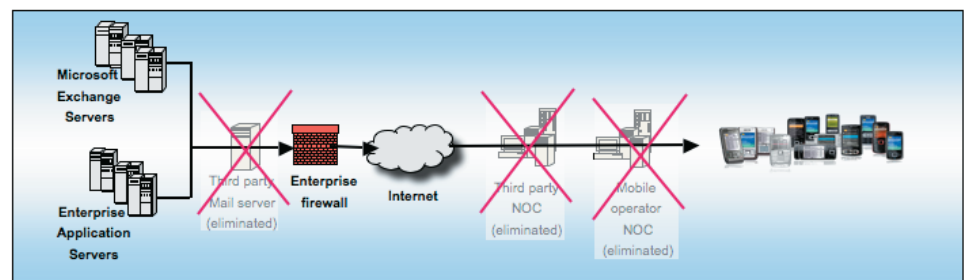 Microsoft
Exchange
Servers
Enterprise
Application
Servers
Third party
Mail server
(eliminated)
Enterprise
firewall
Internet
Third party
NOC
(eliminated)
Mobile
operator
NOC
(eliminated)